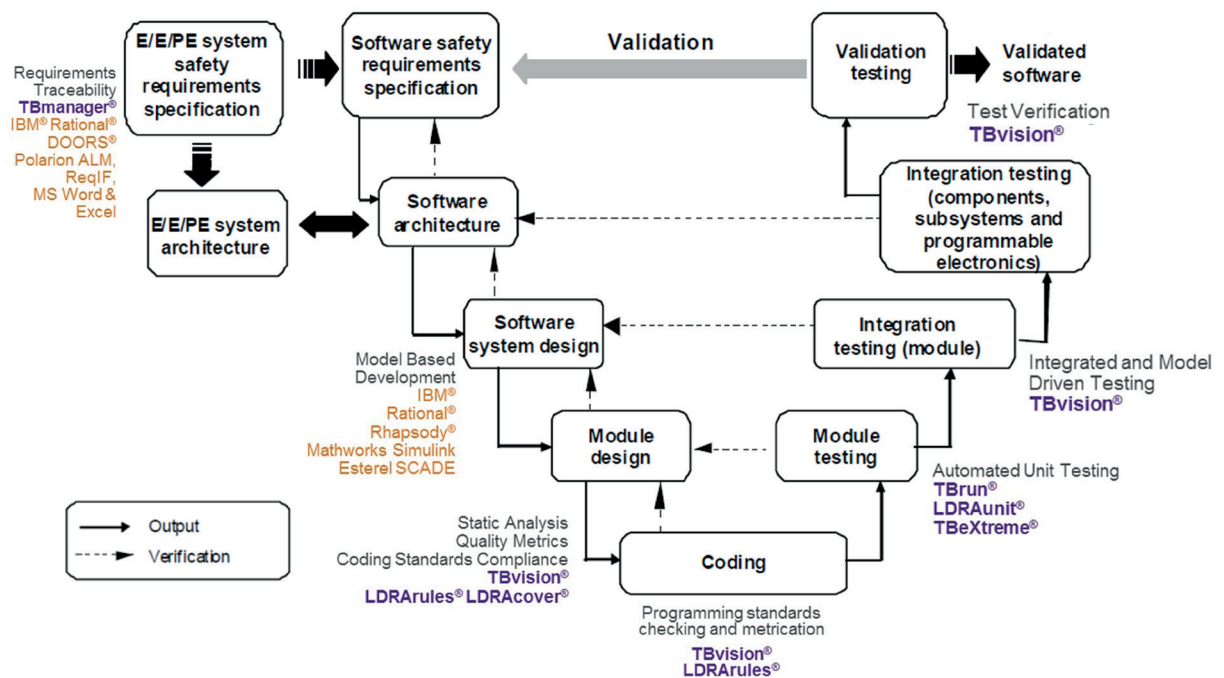 E/E/PE system
safety
requirements
specification
Software safety
requirements
specification
Validation
Validation
testing
Validated
software
Requirements
Traceability
TBmanager®
IBM® Rational®
DOORS®
Polarion ALM,
ReqIF,
MS Word &
Excel
Test Verification
TBvision®
E/E/PE system
architecture
Software
architecture
Integration testing
(components,
subsystems and
programmable
electronics)
Software
system design
Integration
testing (module)
Model Based
Development
IBM®
Rational®
Rhapsody®
Mathworks Simulink
Esterel SCADE
Integrated and Model
Driven Testing
TBvision®
Module
design
Module
testing
Automated Unit Testing
TBrun®
LDRAunit®
TBeXtreme®
Output
Verification
Static Analysis
Quality Metrics
Coding Standards Compliance
TBvision®
LDRArules® LDRAcover®
Coding
Programming standards
checking and metrication
TBvision®
LDRArules®